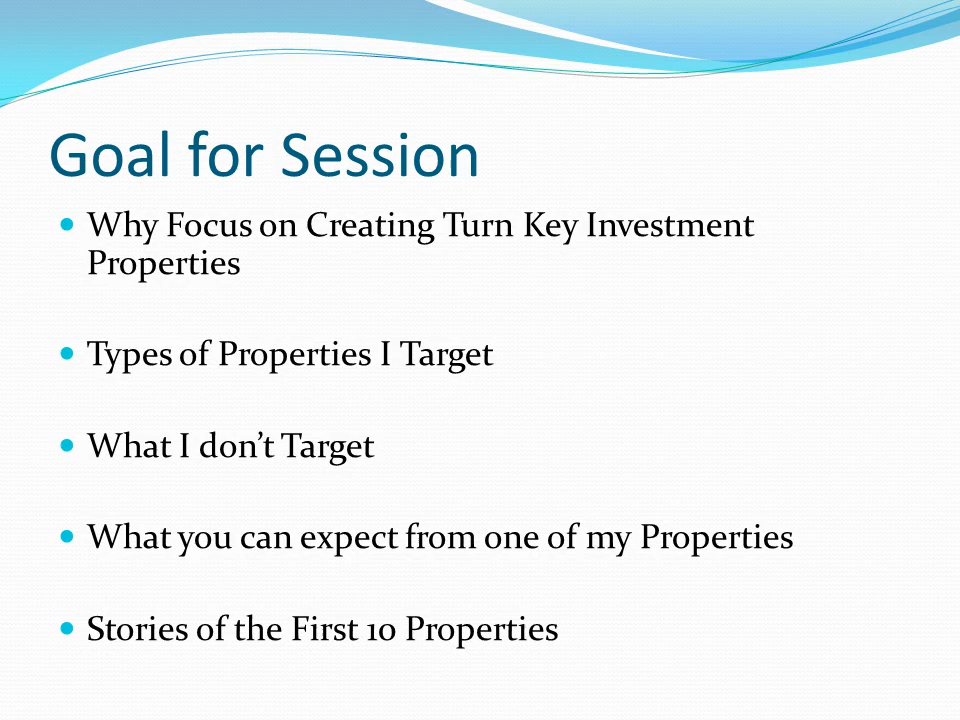 Goal for Session
Why Focus on Creating Turn Key Investment
Properties
Types of Properties I Target
What I don’t Target
What you can expect from one of my Properties
Stories of the First 10 Properties